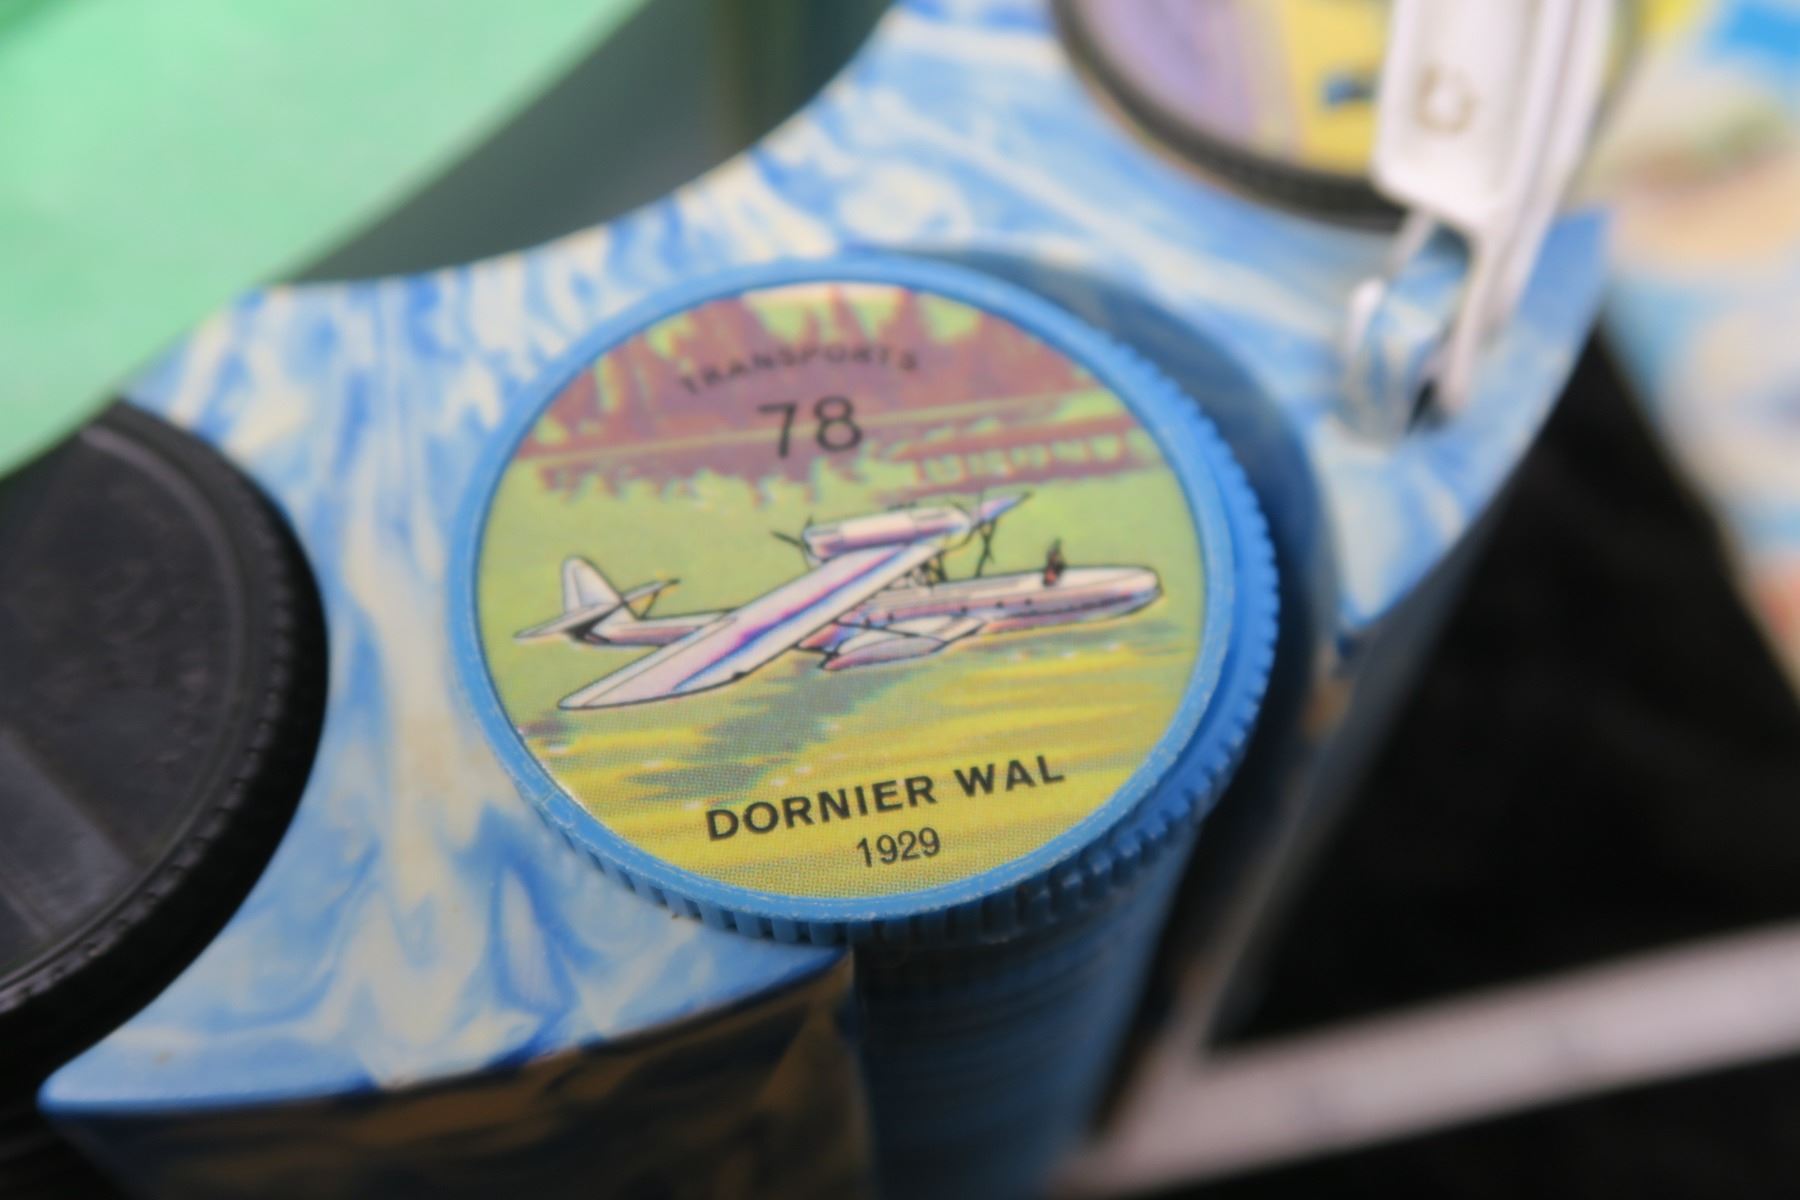 TRANSPORTS
78
DORNIER WAL
1929